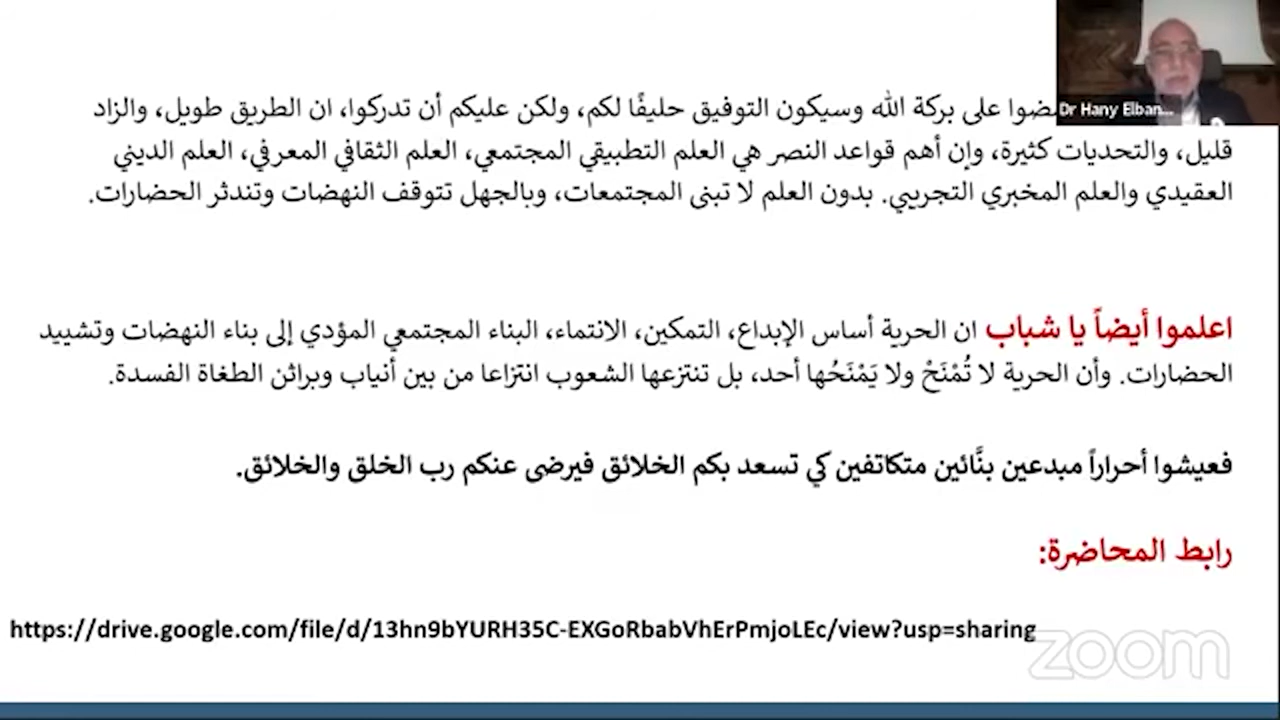 Dr Hany Elban...
على بركة الله وسيكون التوفيق حليفًا لكم، ولكن عليكم أن تدركوا، ان الطريق طويل، والزاد
قليل، والتحديات كثيرة، وإن أهم قواعد النصر هي العلم التطبيقي المجتمعي، العلم الثقافي المعرفي، العلم الديني
العقيدي والعلم المخبري التجريبي. بدون العلم لا تبنى المجتمعات، وبالجهل تتوقف النهضات وتندثر الحضارات.
اعلموا أيضاً يا شباب ان الحرية أساس الإبداع، التمكين، الانتماء، البناء المجتمعي المؤدي إلى بناء النهضات وتشييد
الحضارات. وأن الحرية لا تُمْنَحْ ولا يَمْنَحُها أحد، بل تنتزعها الشعوب انتزاعا من بين أنياب وبراثن الطغاة الفسدة.
فعيشوا أحراراً مبدعين بنَّائين متكاتفين كي تسعد بكم الخلائق فيرضى عنكم رب الخلق والخلائق.
رابط المحاضرة:
https://drive.google.com/file/d/13hn9bYURH35C-EXGoRbabVhErPmjoLEc/view?usp=sharing
zoom